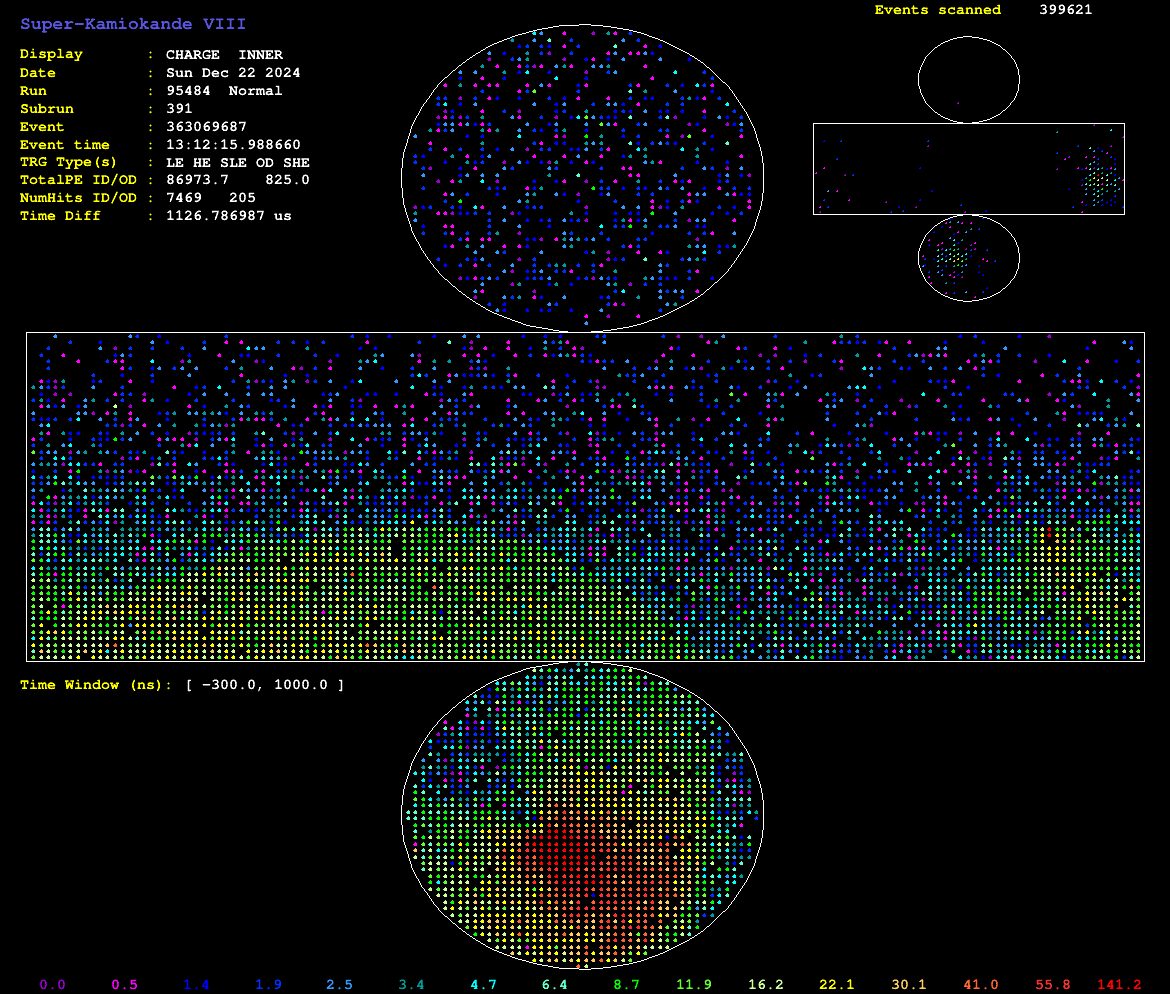 Super-Kamiokande VIII
Events scanned 399621
Display : CHARGE INNER
Date : Sun Dec 22 2024
Run : 95484 Normal
Subrun : 391
Event : 363069687
Event time : 13:12:15.988660
TRG Type(s) : LE HE SLE OD SHE
TotalPE ID/OD : 86973.7 825.0
NumHits ID/OD : 7469 205
Time Diff : 1126.786987 us
Time Window (ns): [ −300.0, 1000.0 ]
0.0 0.5 1.4 1.9 2.5 3.4 4.7 6.4 8.7 11.9 16.2 22.1 30.1 41.0 55.8 141.2